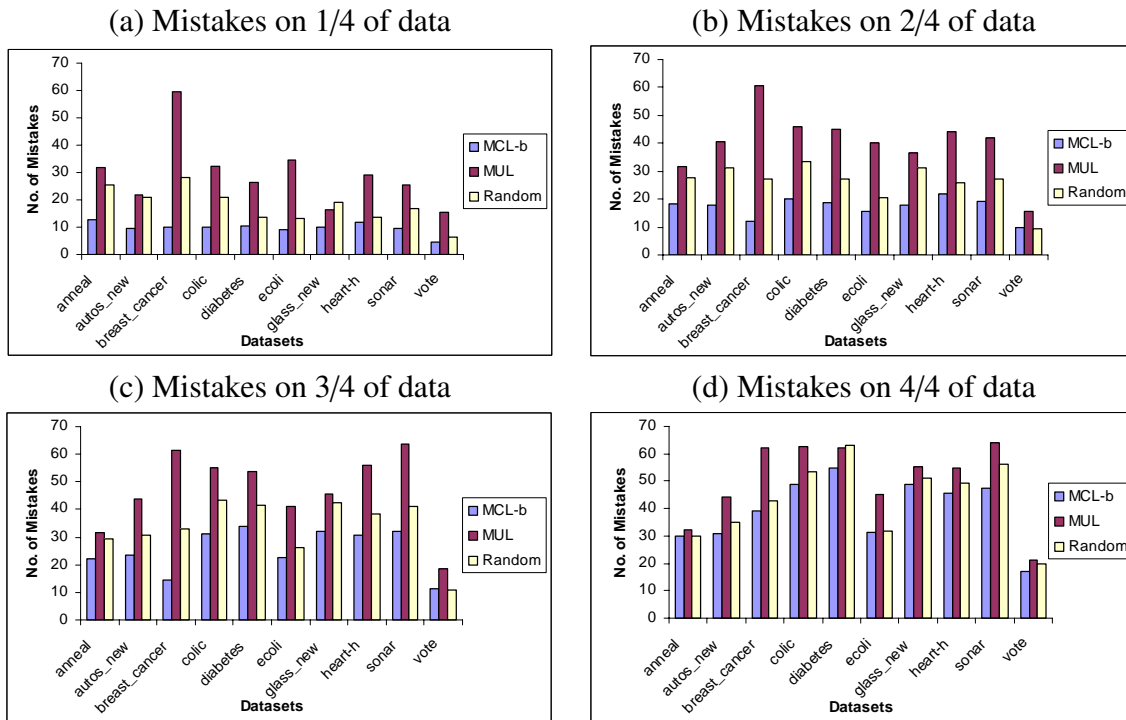 (a) Mistakes on 1/4 of data
70
60
50
40
30
20
10
0
No. of Mistakes
anneal
autos_new
breast_cancer
colic
diabetes
ecoli
glass_new
heart-h
sonar
vote
Datasets
MCL-b
MUL
Random
(b) Mistakes on 2/4 of data
70
60
50
40
30
20
10
0
No. of Mistakes
anneal
autos_new
breast_cancer
colic
diabetes
ecoli
glass_new
heart-h
sonar
vote
Datasets
MCL-b
MUL
Random
(c) Mistakes on 3/4 of data
70
60
50
40
30
20
10
0
No. of Mistakes
anneal
autos_new
breast_cancer
colic
diabetes
ecoli
glass_new
heart-h
sonar
vote
Datasets
MCL-b
MUL
Random
(d) Mistakes on 4/4 of data
70
60
50
40
30
20
10
0
No. of Mistakes
anneal
autos_new
breast_cancer
colic
diabetes
ecoli
glass_new
heart-h
sonar
vote
Datasets
MCL-b
MUL
Random